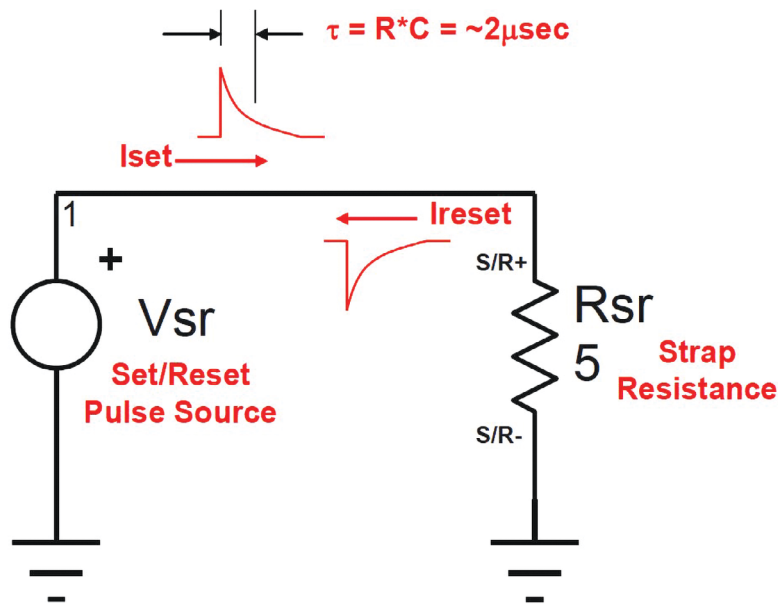 τ = R*C = ~2μsec
Iset
1
Ireset
+
S/R+
Vsr
Rsr
5
Set/Reset
Pulse Source
Strap
Resistance
S/R-